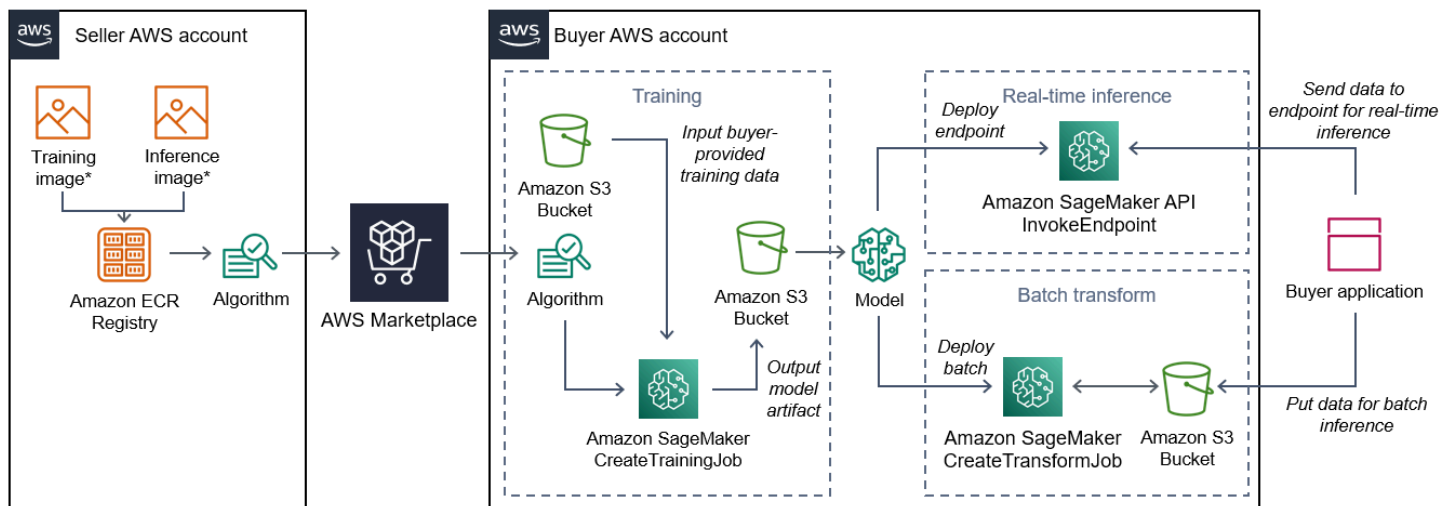 aws
Seller AWS account
Training
image*
Inference
image*
Amazon ECR
Registry
Algorithm
AWS Marketplace
aws
Buyer AWS account
Training
Amazon S3
Bucket
Input buyer-
provided
training data
Algorithm
Amazon S3
Bucket
Output
model
artifact
Amazon SageMaker
CreateTrainingJob
Model
Real-time inference
Deploy
endpoint
Amazon SageMaker API
InvokeEndpoint
Batch transform
Deploy
batch
Amazon SageMaker
CreateTransformJob
Amazon S3
Bucket
Send data to
endpoint for real-time
inference
Buyer application
Put data for batch
inference